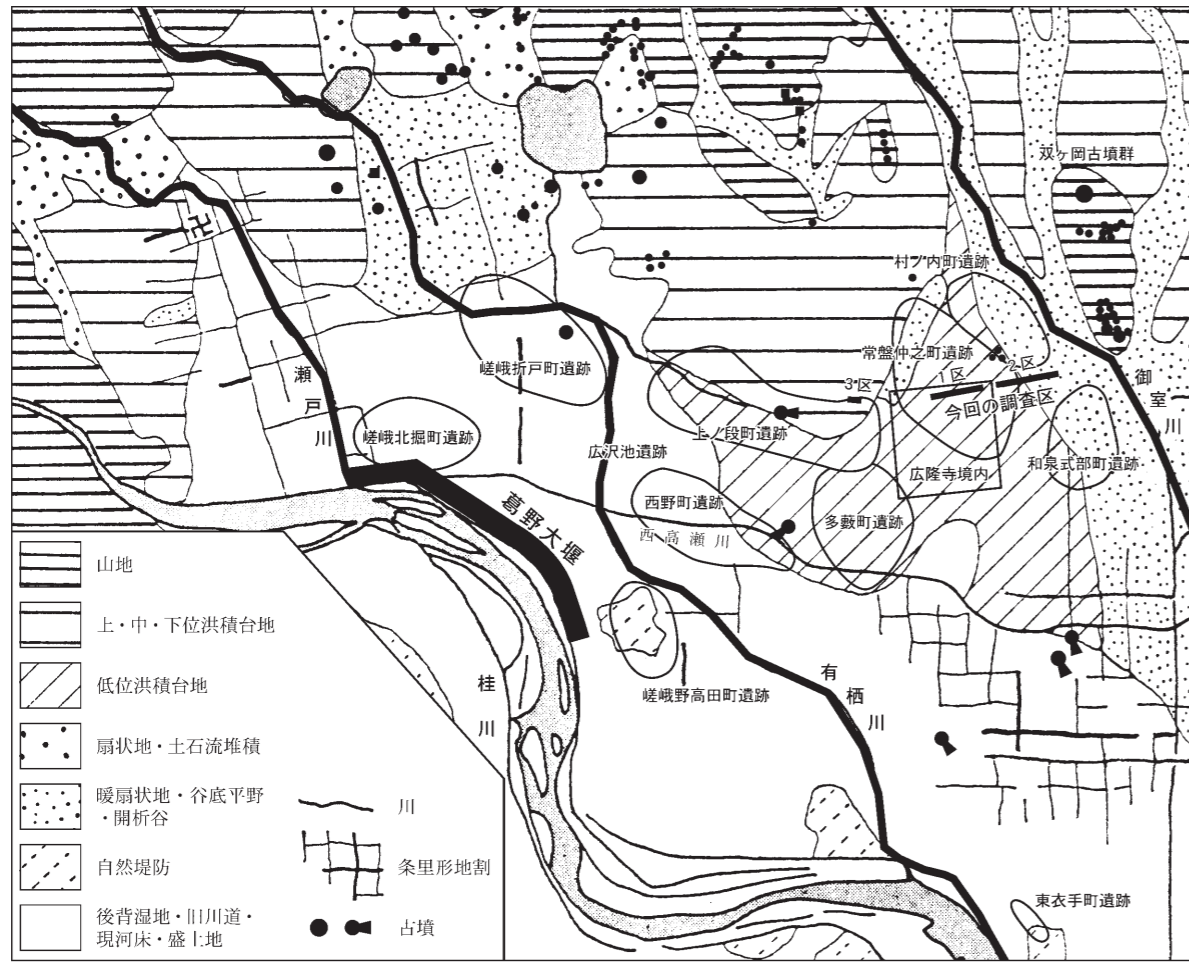 双ヶ岡古墳群
村ノ内町遺跡
常盤仲之町遺跡
2区
1区
3区
今回の調査区
御室川
嵯峨折戸町遺跡
上ノ段町遺跡
瀬戸川
嵯峨北堀町遺跡
広沢池遺跡
広隆寺境内
和泉式部町遺跡
西野町遺跡
多藪町遺跡
葛野大堰
西高瀬川
桂川
嵯峨野高田町遺跡
有栖川
東衣手町遺跡
山地
上・中・下位洪積台地
低位洪積台地
扇状地・土石流堆積
暖扇状地・谷底平野
・開析谷
自然堤防
後背湿地・旧川道・
現河床・盛土地
川
条里形地割
古墳